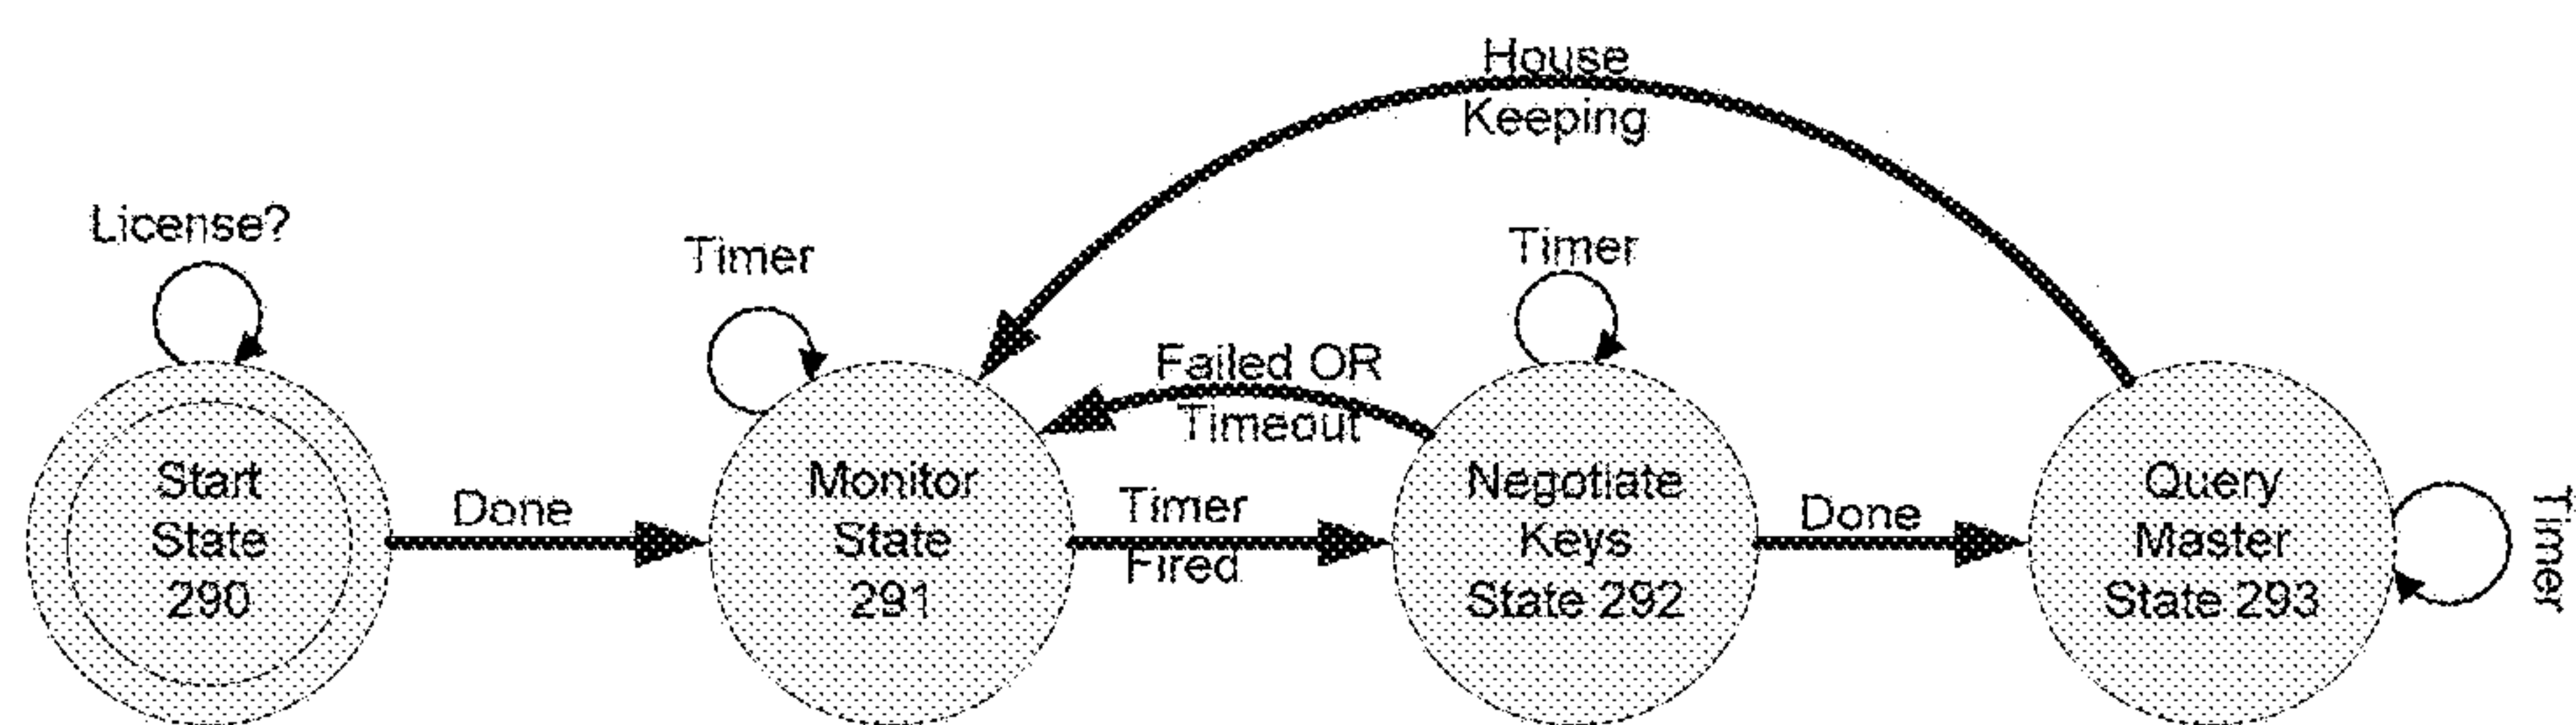 House
Keeping
License?
Timer
Timer
Failed OR
Timeout
Start
State
290
Done
Monitor
State
291
Timer
Fired
Negotiate
Keys
State 292
Done
Query
Master
State 293
Timer